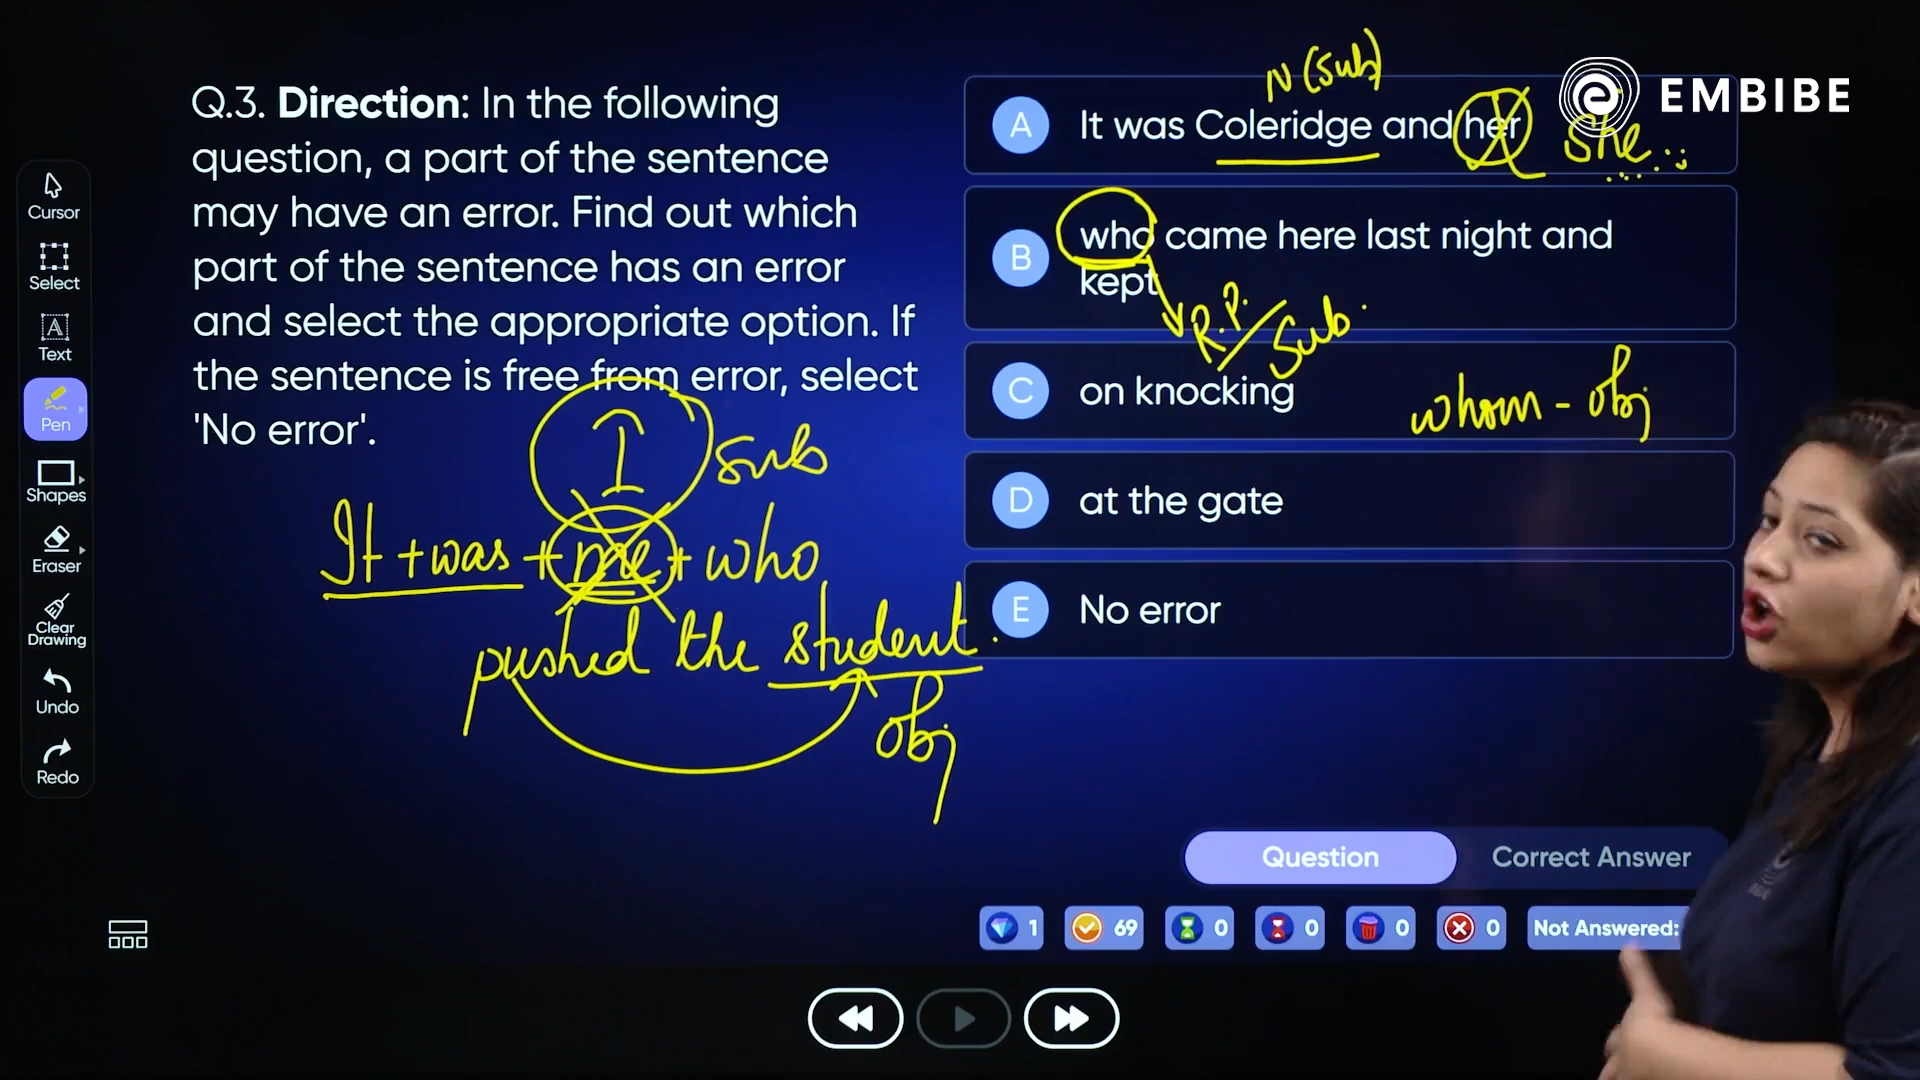 EMBIBE
Q.3. Direction: In the following
question, a part of the sentence
may have an error. Find out which
part of the sentence has an error
and select the appropriate option. If
the sentence is free from error, select
'No error'.
I sub
It + was + me + who
pushed the student.
obj
N (Sub)
A It was Coleridge and her She...
B who came here last night and
kept
R.P. / Sub.
C on knocking whom - obj
D at the gate
E No error
Cursor
Select
A
Text
Pen
Shapes
Eraser
Clear
Drawing
Undo
Redo
Question Correct Answer
1 69 0 0 0 0 Not Answered: